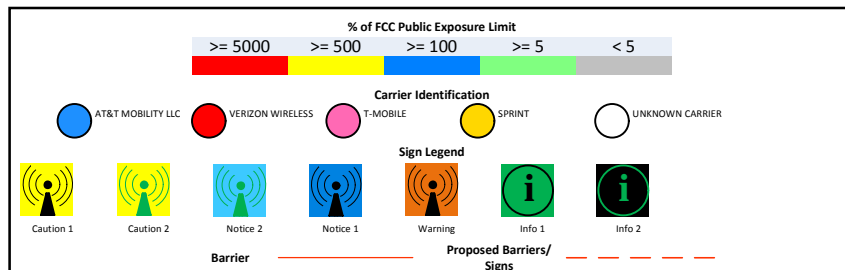 % of FCC Public Exposure Limit
>= 5000 >= 500 >= 100 >= 5 < 5
Carrier Identification
AT&T MOBILITY LLC VERIZON WIRELESS T-MOBILE SPRINT UNKNOWN CARRIER
Sign Legend
i i
Caution 1 Caution 2 Notice 2 Notice 1 Warning Info 1 Info 2
Barrier Proposed Barriers/
Signs